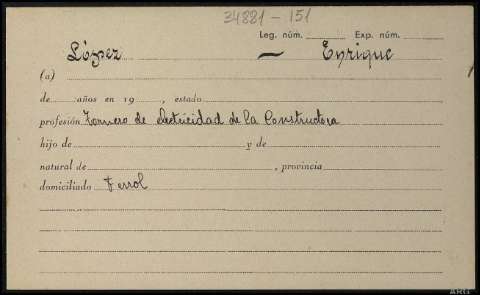 34881-151
Leg. núm. Exp. núm.
López — Enrique
(a)
de años en 19 , estado
profesión Tornero de Electricidad de la Constructora
hijo de y de
natural de , provincia
domiciliado Ferrol